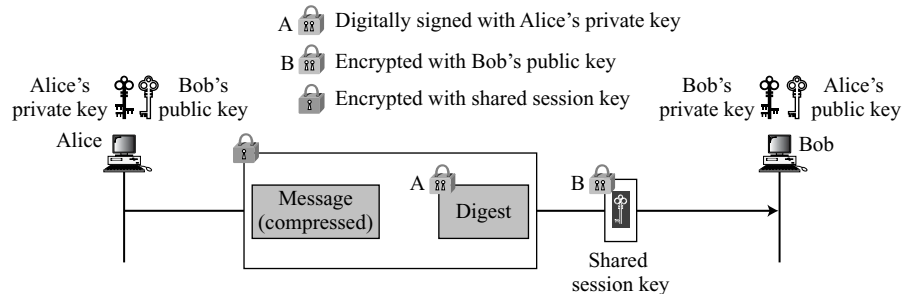 A Digitally signed with Alice's private key
B Encrypted with Bob's public key
Encrypted with shared session key
Alice's
private key
Bob's
public key
Bob's
private key
Alice's
public key
Alice
Bob
Message
(compressed)
A
Digest
B
Shared
session key